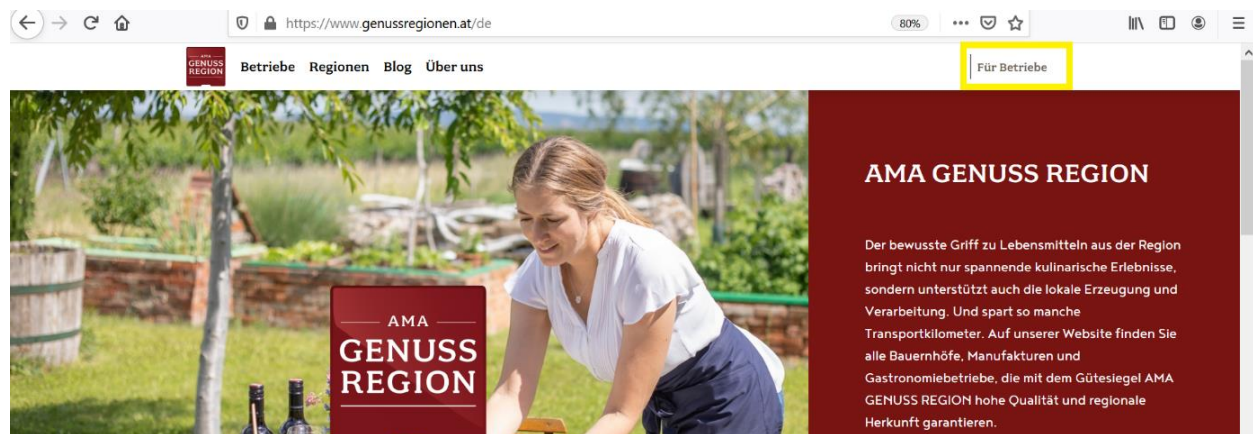 https://www.genussregionen.at/de
80%
AMA
GENUSS
REGION
Betriebe Regionen Blog Über uns
Für Betriebe
AMA GENUSS REGION
Der bewusste Griff zu Lebensmitteln aus der Region
bringt nicht nur spannende kulinarische Erlebnisse,
sondern unterstützt auch die lokale Erzeugung und
Verarbeitung. Und spart so manche
Transportkilometer. Auf unserer Website finden Sie
alle Bauernhöfe, Manufakturen und
Gastronomiebetriebe, die mit dem Gütesiegel AMA
GENUSS REGION hohe Qualität und regionale
Herkunft garantieren.
AMA
GENUSS
REGION